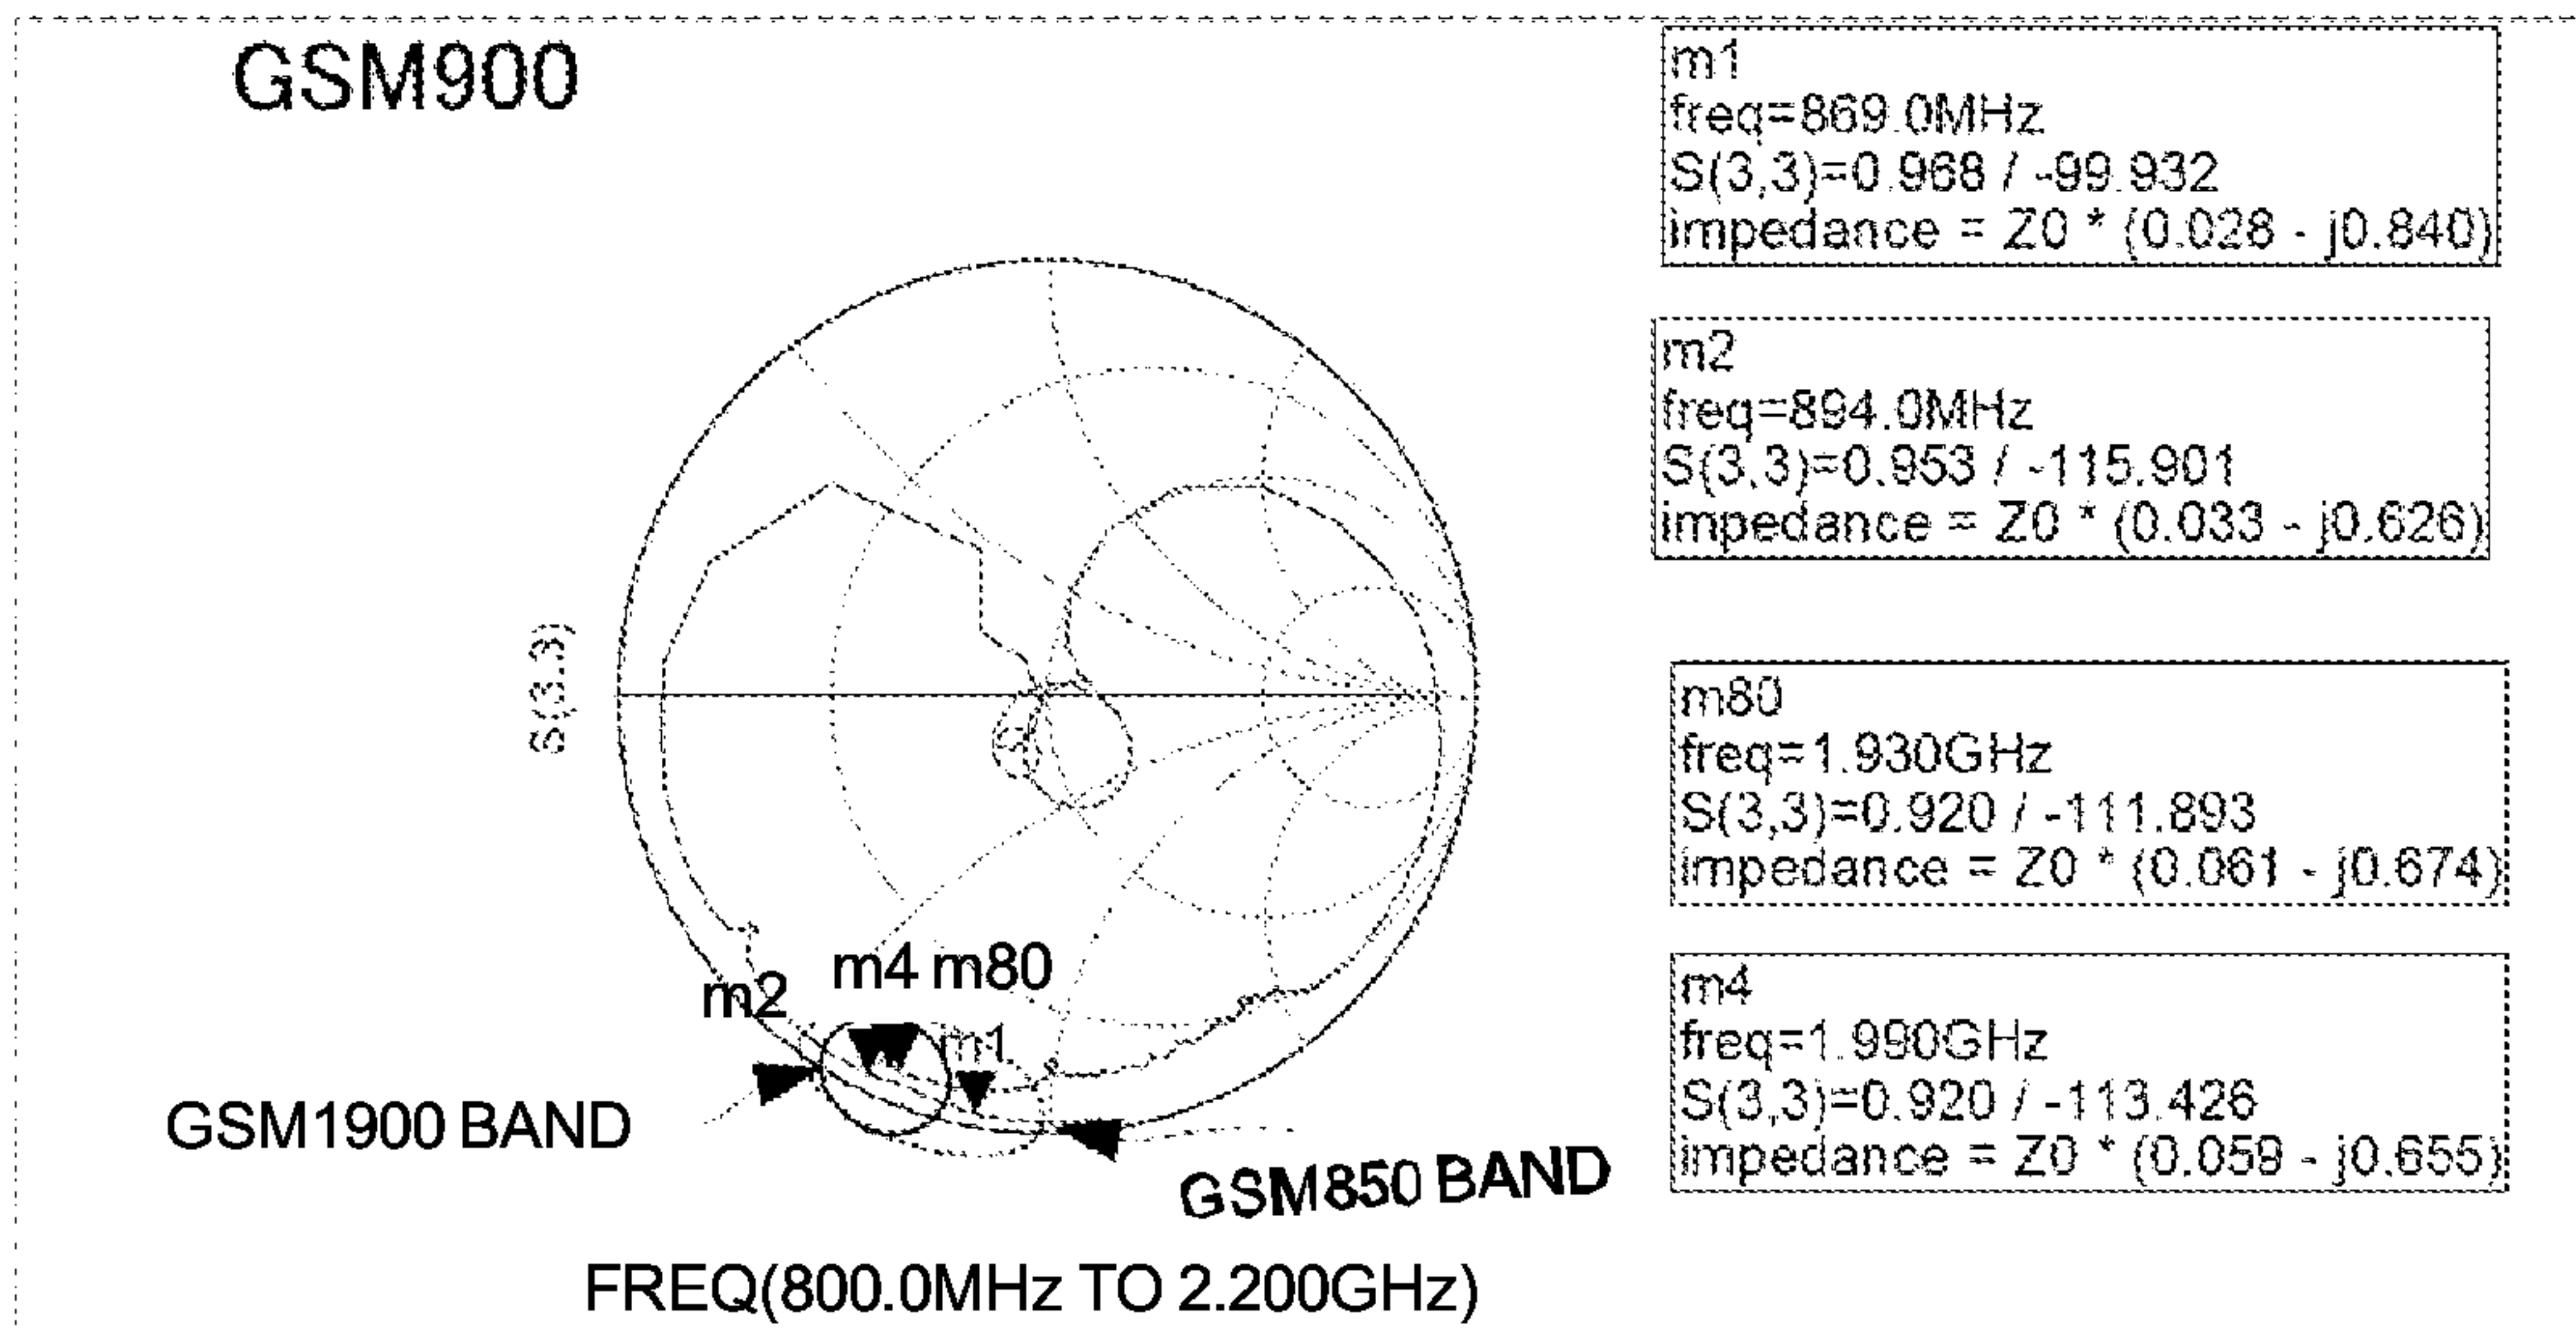 GSM900
m1
freq=869.0MHz
S(3,3)=0.968 / -99.932
impedance = Z0 * (0.028 - j0.840)
m2
freq=894.0MHz
S(3,3)=0.953 / -115.901
impedance = Z0 * (0.033 - j0.626)
m80
freq=1.930GHz
S(3,3)=0.920 / -111.893
impedance = Z0 * (0.061 - j0.674)
m4
freq=1.990GHz
S(3,3)=0.920 / -113.426
impedance = Z0 * (0.059 - j0.655)
S(3,3)
m4 m80
m2
m1
GSM1900 BAND
GSM850 BAND
FREQ(800.0MHz TO 2.200GHz)